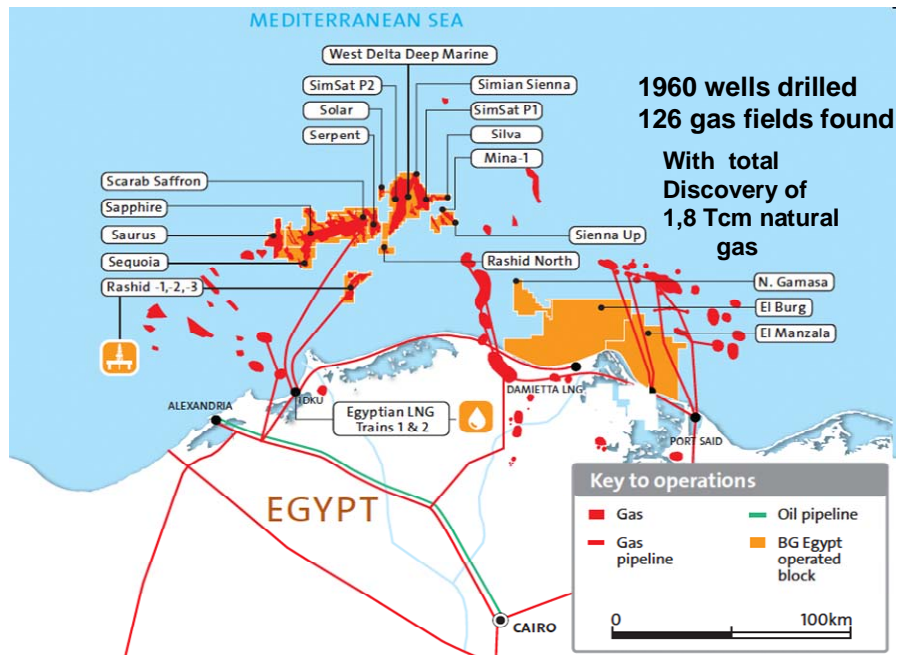 MEDITERRANEAN SEA
West Delta Deep Marine
SimSat P2
Simian Sienna
Solar
SimSat P1
Serpent
Silva
Mina-1
1960 wells drilled
126 gas fields found
With total
Discovery of
1,8 Tcm natural
gas
Scarab Saffron
Sapphire
Saurus
Sienna Up
Sequoia
Rashid North
Rashid -1,-2,-3
N. Gamasa
El Burg
El Manzala
DAMIETTA LNG
IDKU
ALEXANDRIA
Egyptian LNG
Trains 1 & 2
PORT SAID
EGYPT
CAIRO
Key to operations
Gas
Oil pipeline
Gas
pipeline
BG Egypt
operated
block
0
100km